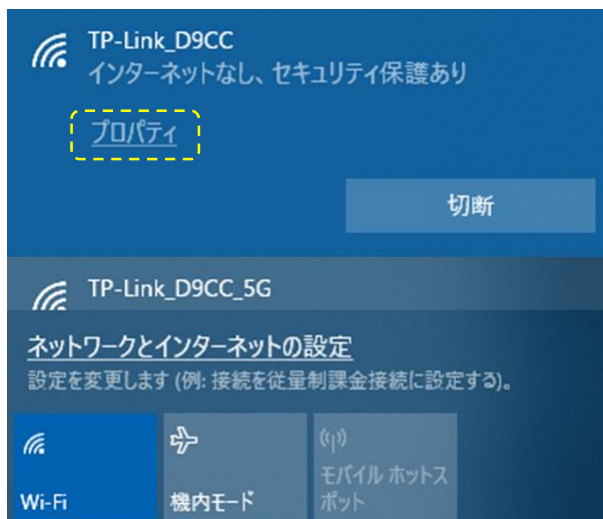 TP-Link_D9CC
インターネットなし、セキュリティ保護あり
プロパティ
切断
TP-Link_D9CC_5G
ネットワークとインターネットの設定
設定を変更します (例: 接続を従量制課金接続に設定する)。
Wi-Fi
機内モード
モバイル ホットス
ポット